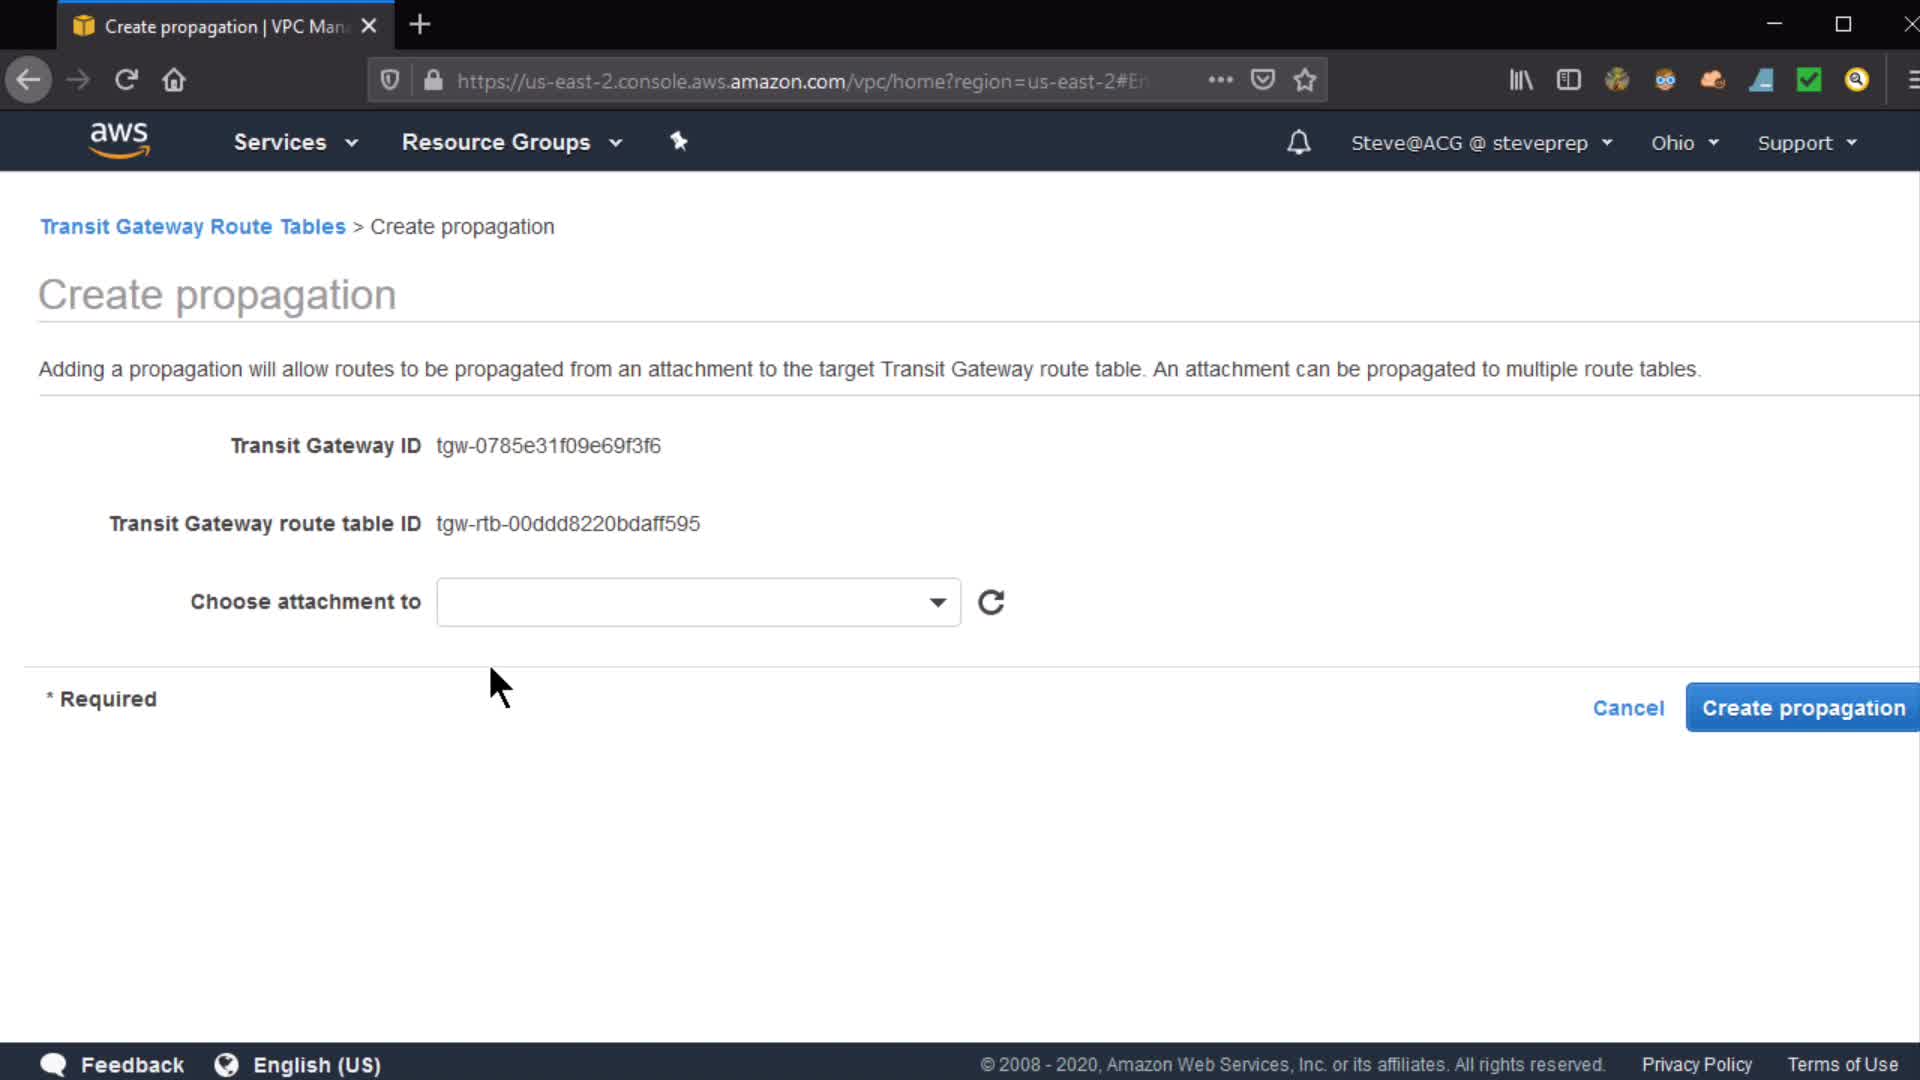 Create propagation | VPC Man
https://us-east-2.console.aws.amazon.com/vpc/home?region=us-east-2#En
aws Services Resource Groups Steve@ACG @ steveprep Ohio Support
Transit Gateway Route Tables > Create propagation
Create propagation
Adding a propagation will allow routes to be propagated from an attachment to the target Transit Gateway route table. An attachment can be propagated to multiple route tables.
Transit Gateway ID tgw-0785e31f09e69f3f6
Transit Gateway route table ID tgw-rtb-00ddd8220bdaff595
Choose attachment to
* Required Cancel Create propagation
Feedback English (US) © 2008 - 2020, Amazon Web Services, Inc. or its affiliates. All rights reserved. Privacy Policy Terms of Use